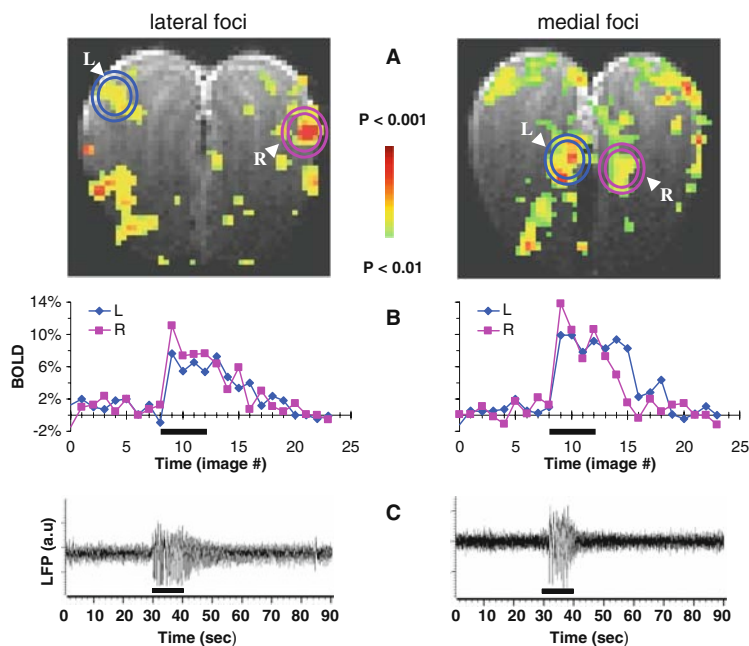 lateral foci
medial foci
A
L
R
P < 0.001
P < 0.01
L
R
B
14%
10%
6%
2%
-2%
BOLD
L
R
0 5 10 15 20 25
Time (image #)
L
R
0 5 10 15 20 25
Time (image #)
C
LFP (a.u)
0 10 20 30 40 50 60 70 80 90
Time (sec)
0 10 20 30 40 50 60 70 80 90
Time (sec)